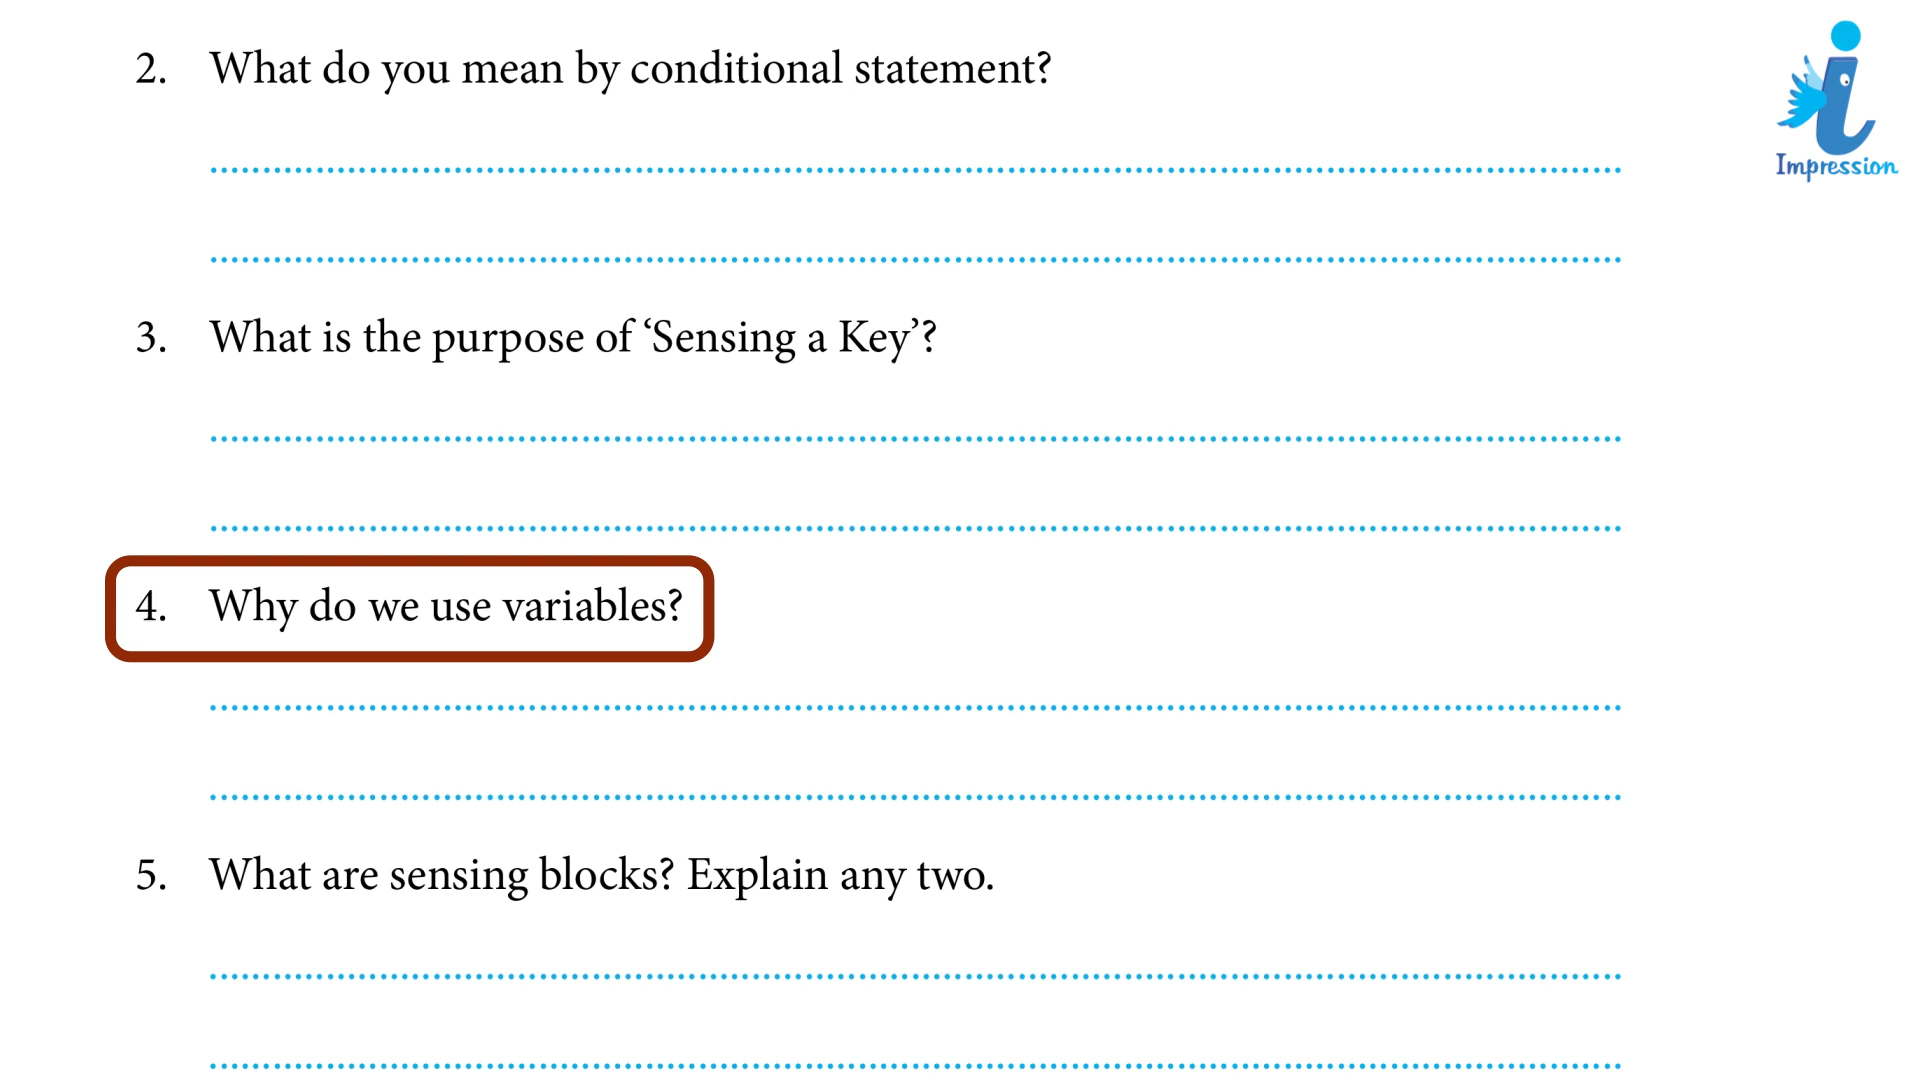 2. What do you mean by conditional statement?
Impression
3. What is the purpose of ‘Sensing a Key’?
4. Why do we use variables?
5. What are sensing blocks? Explain any two.